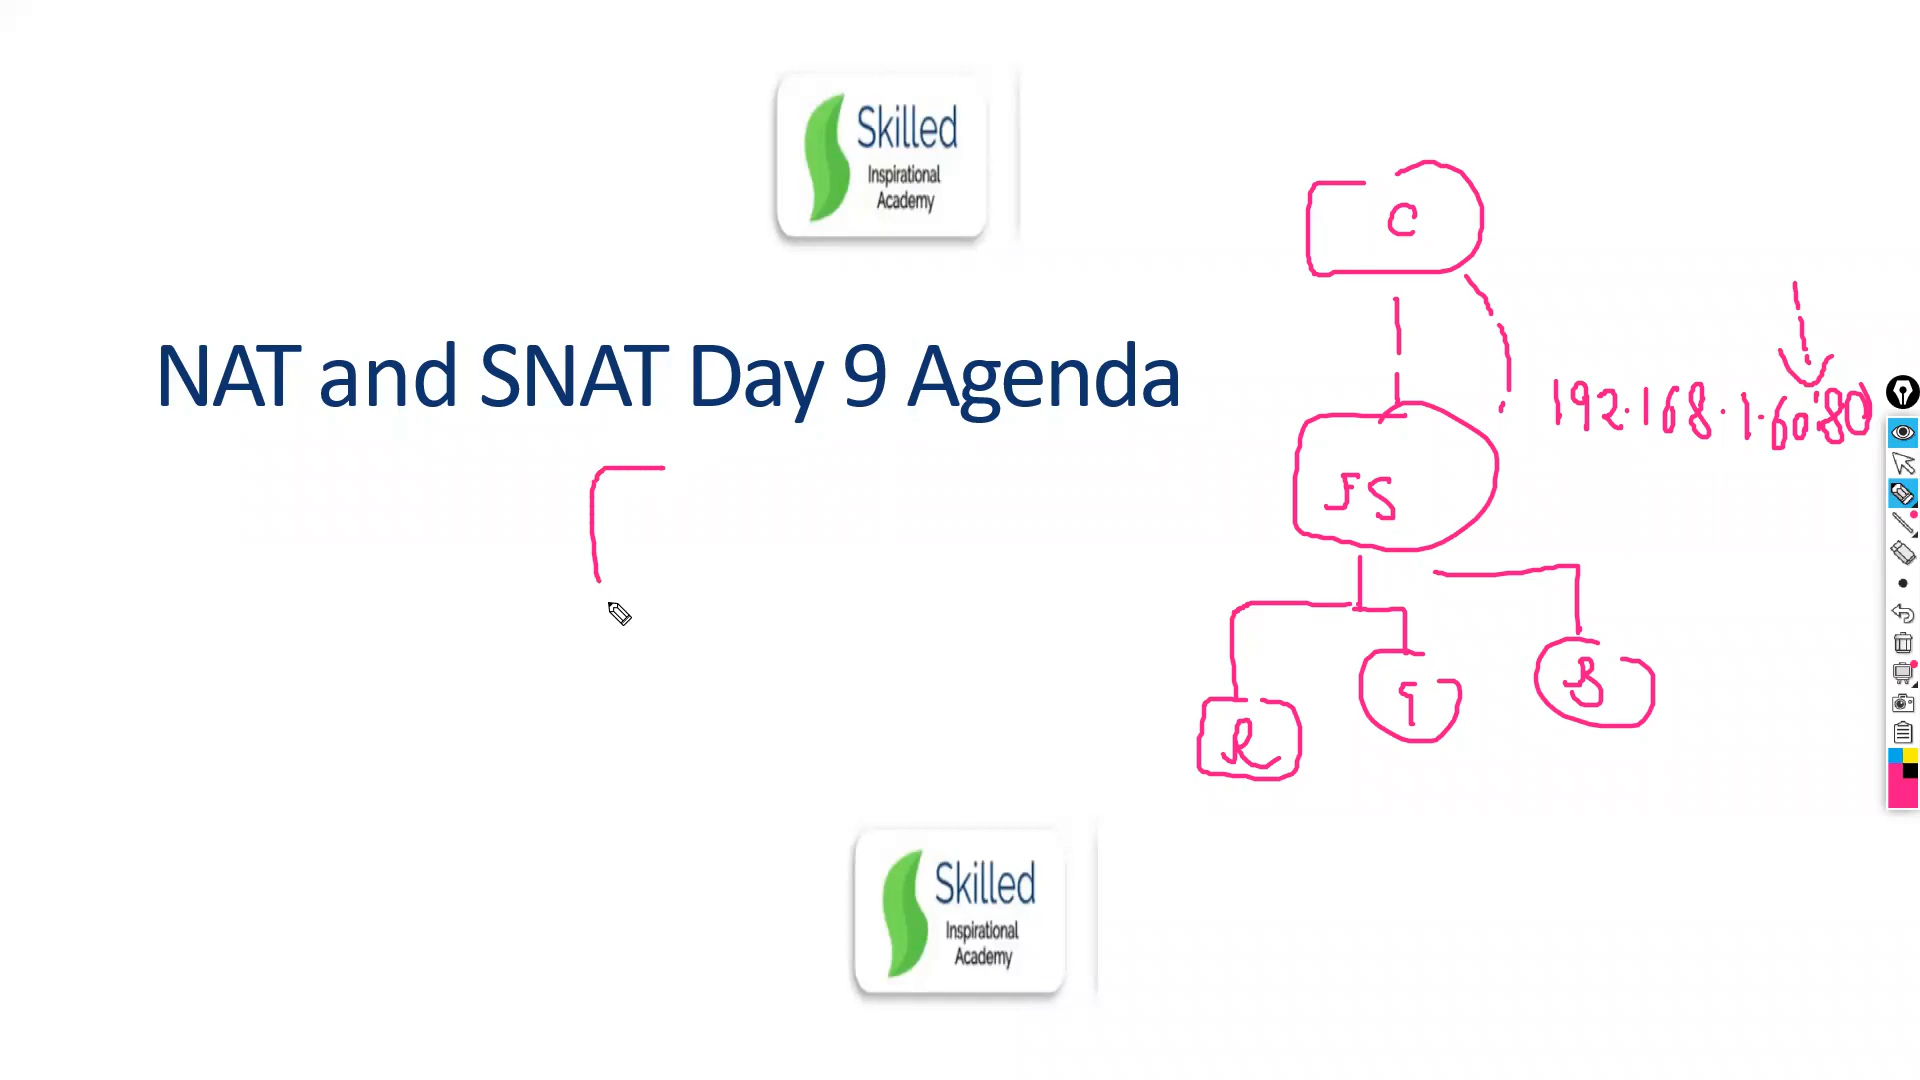 Skilled
Inspirational
Academy
C
NAT and SNAT Day 9 Agenda
192.168.1.60:80
FS
R
B
Skilled
Inspirational
Academy